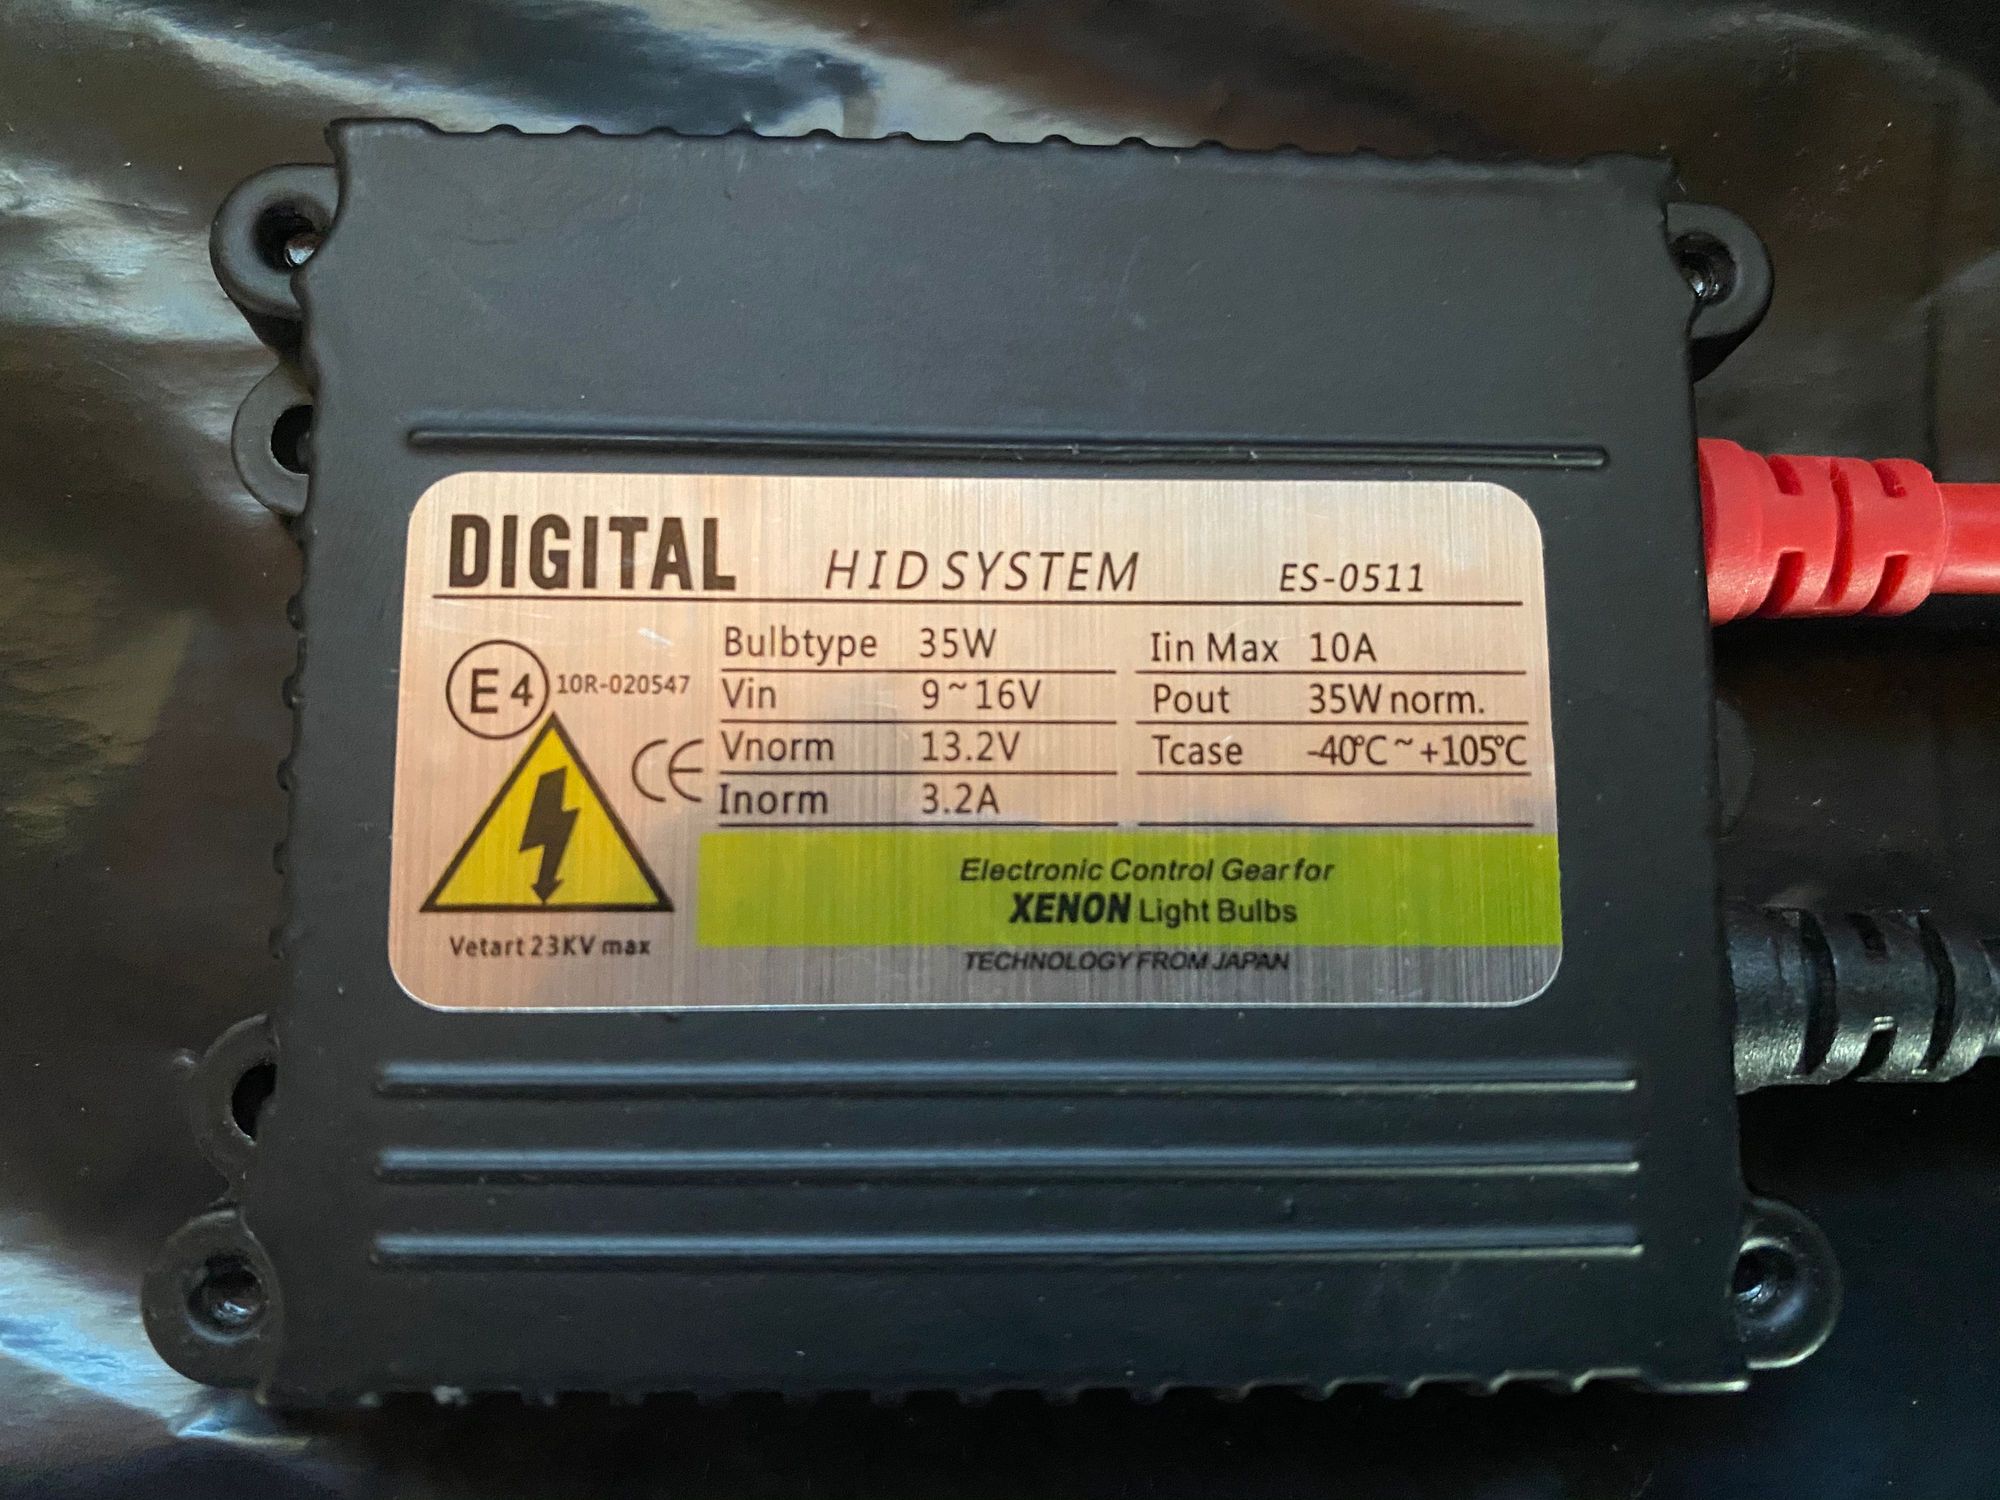 DIGITAL HID SYSTEM ES-0511
E4 10R-020547
CE
Vetart 23KV max
Bulbtype 35W
Vin 9~16V
Vnorm 13.2V
Inorm 3.2A
Iin Max 10A
Pout 35W norm.
Tcase -40℃~+105℃
Electronic Control Gear for
XENON Light Bulbs
TECHNOLOGY FROM JAPAN